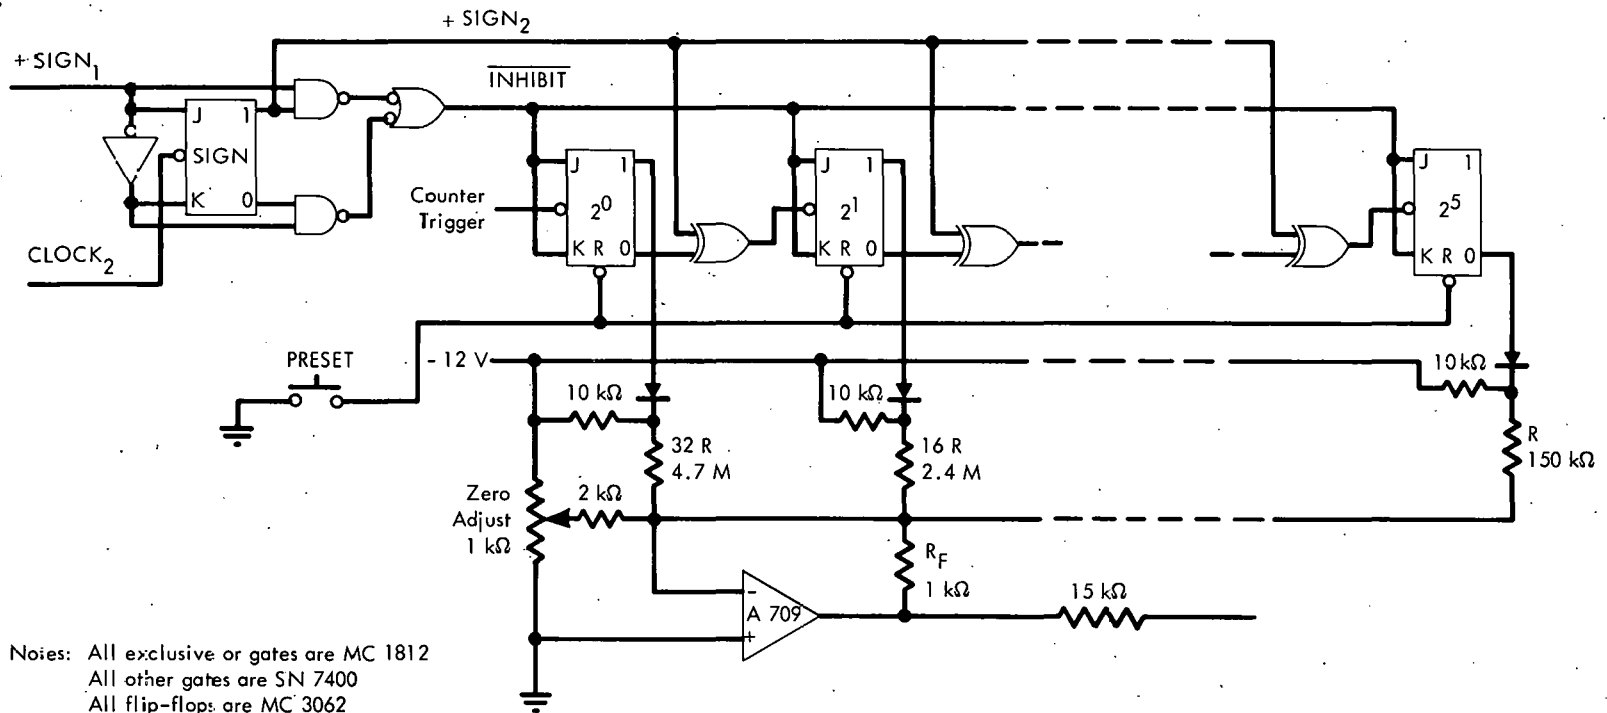 + SIGN2
+ SIGN1
INHIBIT
J 1
SIGN
K 0
CLOCK2
Counter
Trigger
J 1
2^0
K R 0
J 1
2^1
K R 0
J 1
2^5
K R 0
PRESET
- 12 V
10 kΩ
10 kΩ
10 kΩ
32 R
4.7 M
16 R
2.4 M
R
150 kΩ
Zero
Adjust
1 kΩ
2 kΩ
RF
1 kΩ
-
A 709
+
15 kΩ
Notes: All exclusive or gates are MC 1812
All other gates are SN 7400
All flip-flops are MC 3062